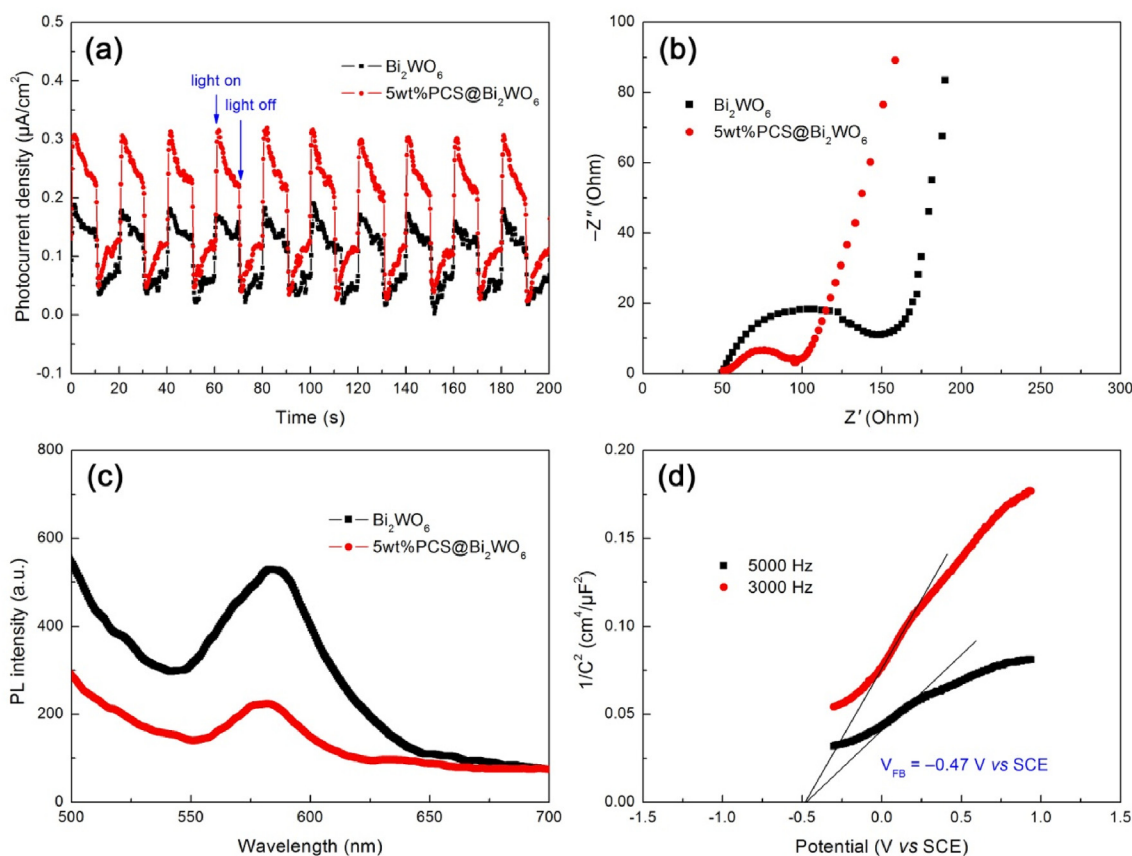 (a)
0.5
0.4
0.3
0.2
0.1
0.0
-0.1
Photocurrent density (µA/cm²)
Bi₂WO₆
5wt%PCS@Bi₂WO₆
light on
light off
0 20 40 60 80 100 120 140 160 180 200
Time (s)
(b)
100
80
60
40
20
0
–Z″ (Ohm)
Bi₂WO₆
5wt%PCS@Bi₂WO₆
0 50 100 150 200 250 300
Z′ (Ohm)
(c)
800
600
400
200
0
PL intensity (a.u.)
Bi₂WO₆
5wt%PCS@Bi₂WO₆
500 550 600 650 700
Wavelength (nm)
(d)
0.20
0.15
0.10
0.05
0.00
1/C² (cm⁴/µF²)
5000 Hz
3000 Hz
V_FB = –0.47 V vs SCE
-1.5 -1.0 -0.5 0.0 0.5 1.0 1.5
Potential (V vs SCE)